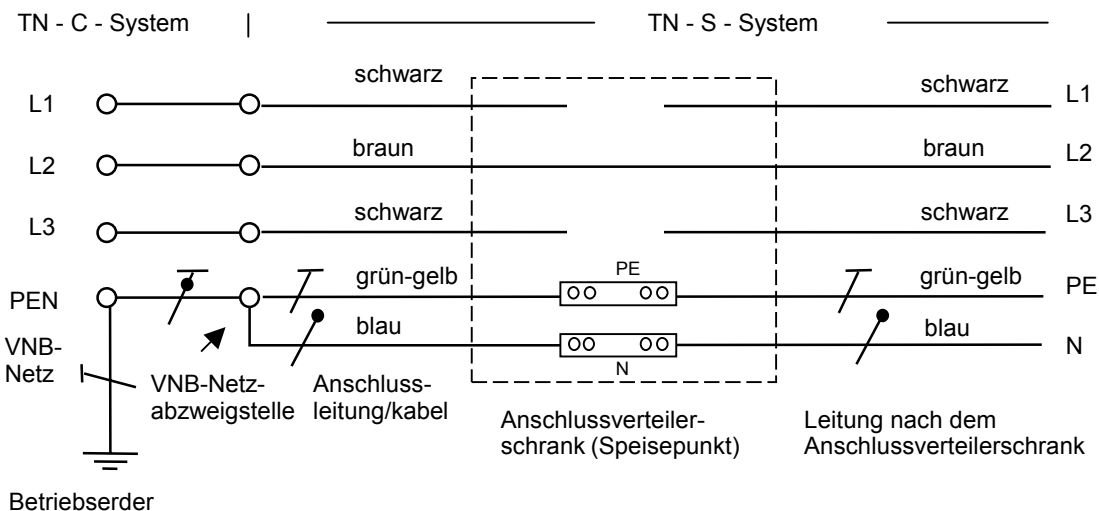 TN - C - System | TN - S - System
schwarz schwarz
L1 L1
braun braun
L2 L2
schwarz schwarz
L3 L3
grün-gelb PE grün-gelb
PEN PE
blau blau
VNB- N N
Netz
VNB-Netz-
abzweigstelle
Anschluss-
leitung/kabel
Anschlussverteiler-
schrank (Speisepunkt)
Leitung nach dem
Anschlussverteilerschrank
Betriebserder